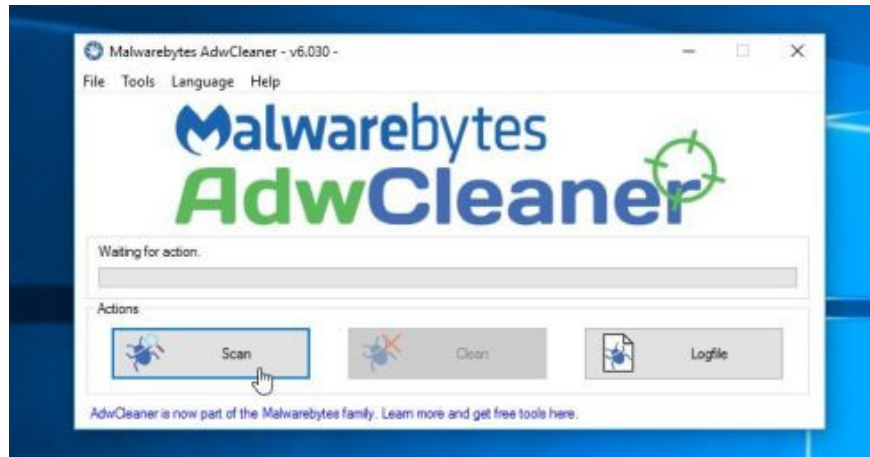 Malwarebytes AdwCleaner - v6.030 -
File Tools Language Help
Malwarebytes
AdwCleaner
Waiting for action.
Actions
Scan Clean Logfile
AdwCleaner is now part of the Malwarebytes family. Learn more and get free tools here.